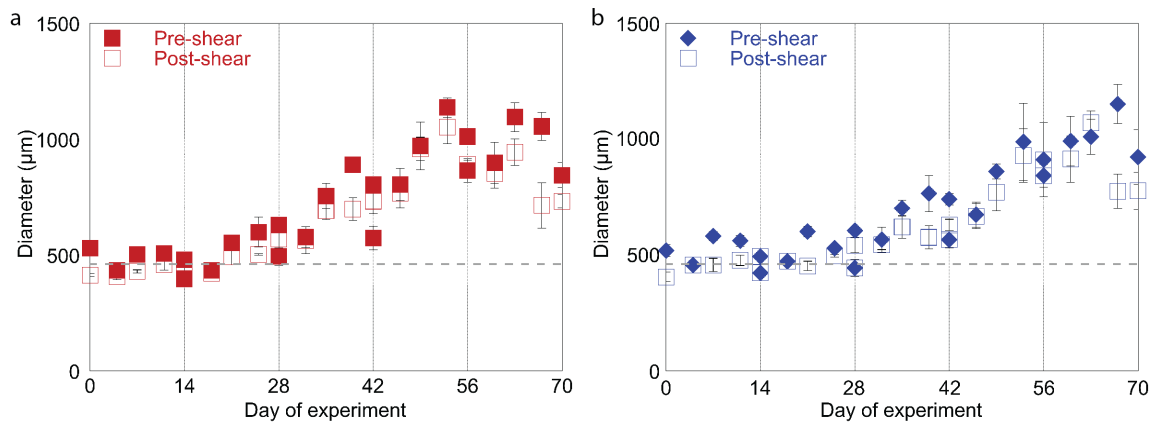 a
1500
1000
500
0
Diameter (µm)
Pre-shear
Post-shear
0 14 28 42 56 70
Day of experiment
b
1500
1000
500
0
Diameter (µm)
Pre-shear
Post-shear
0 14 28 42 56 70
Day of experiment